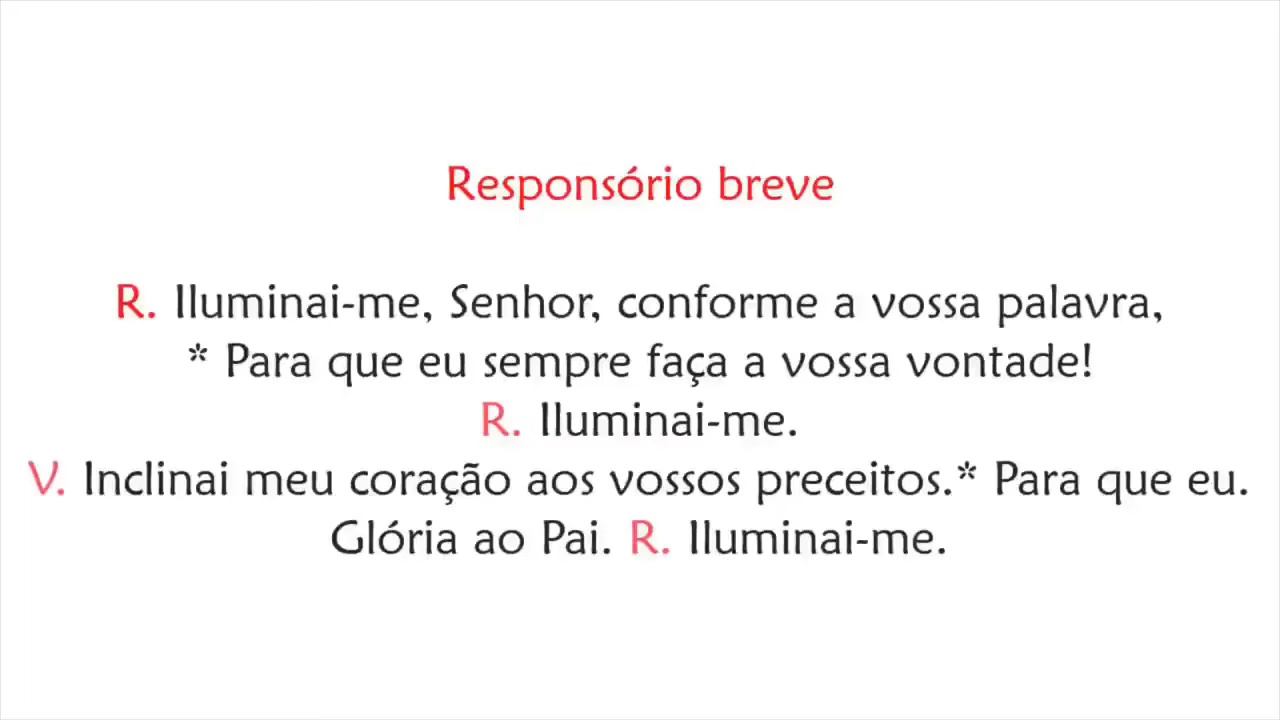 Responsório breve
R. Iluminai-me, Senhor, conforme a vossa palavra,
* Para que eu sempre faça a vossa vontade!
R. Iluminai-me.
V. Inclinai meu coração aos vossos preceitos.* Para que eu.
Glória ao Pai. R. Iluminai-me.